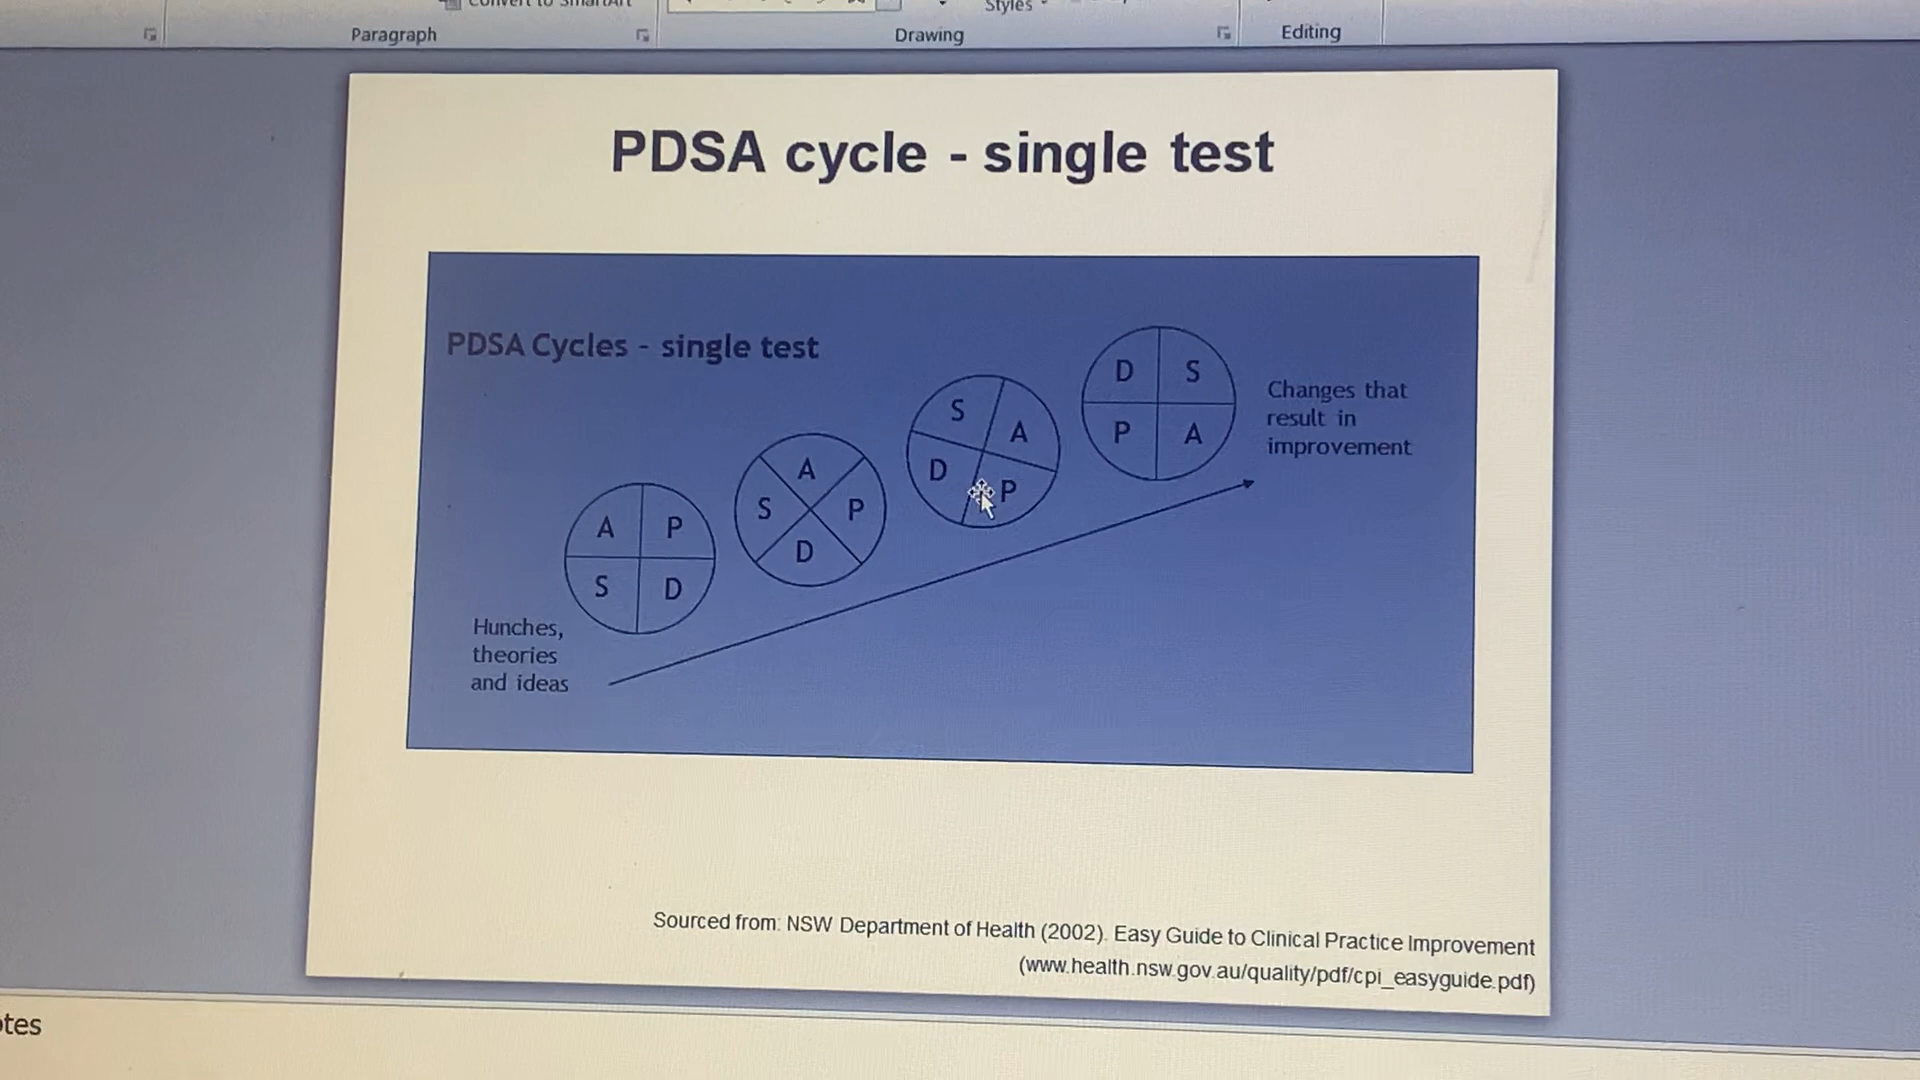 Styles
Paragraph
Drawing
Editing
PDSA cycle - single test
PDSA Cycles - single test
D S
P A
S A
D P
A
S P
D
A P
S D
Changes that
result in
improvement
Hunches,
theories
and ideas
Sourced from: NSW Department of Health (2002). Easy Guide to Clinical Practice Improvement
(www.health.nsw.gov.au/quality/pdf/cpi_easyguide.pdf)